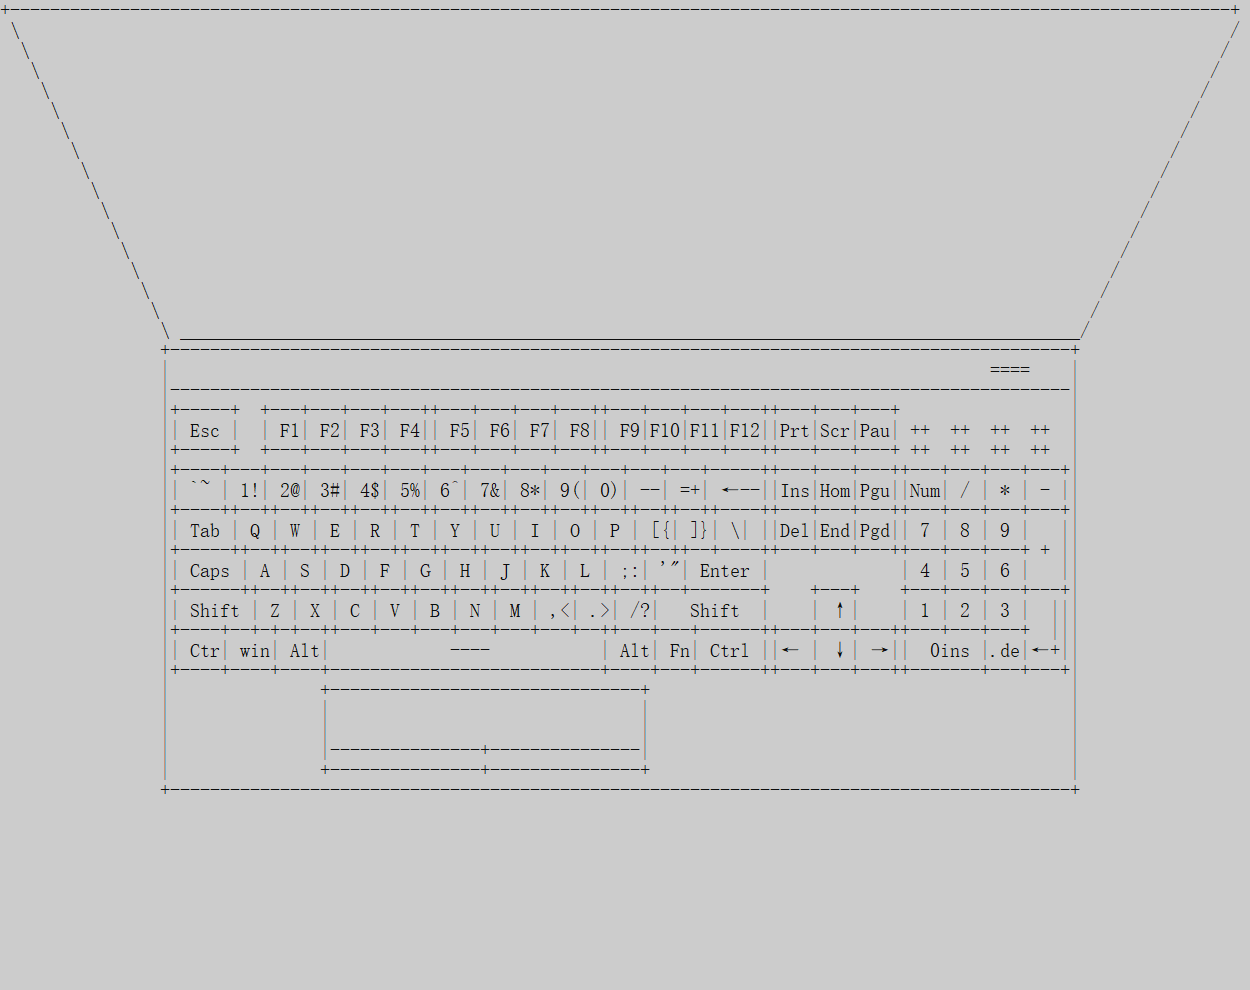 ====
Esc F1 F2 F3 F4 F5 F6 F7 F8 F9 F10 F11 F12 Prt Scr Pau ++ ++ ++ ++
++ ++ ++ ++
`~ 1! 2@ 3# 4$ 5% 6^ 7& 8* 9( 0) -- =+ ←-- Ins Hom Pgu Num / * -
Tab Q W E R T Y U I O P [{ ]} \ Del End Pgd 7 8 9
+
Caps A S D F G H J K L ;: '" Enter 4 5 6
Shift Z X C V B N M ,< .> /? Shift ↑ 1 2 3
Ctr win Alt ---- Alt Fn Ctrl ← ↓ → 0ins .de ←+